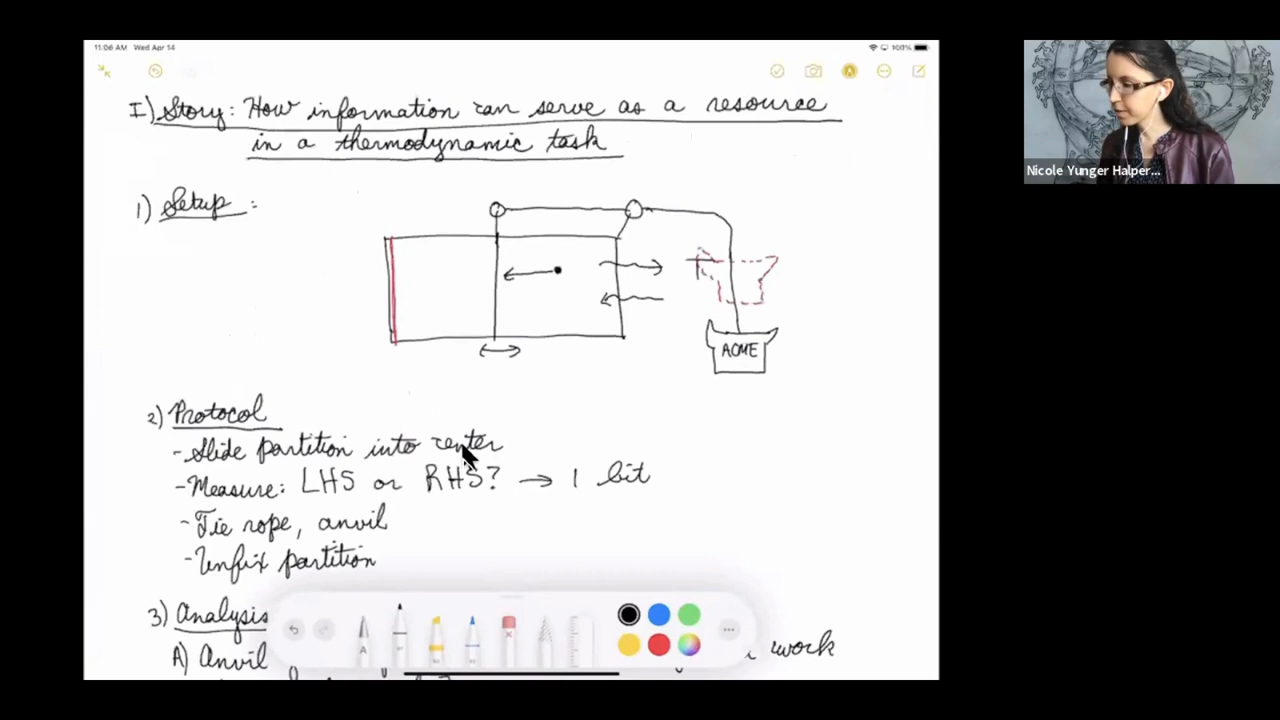 11:06 AM Wed Apr 14
100%
I) Story: How information can serve as a resource
in a thermodynamic task
Nicole Yunger Halper...
1) Setup:
ACME
2) Protocol
- Slide partition into center
- Measure: LHS or RHS? → 1 bit
- Tie rope, anvil
- Unfix partition
3) Analysis
A) Anvil work